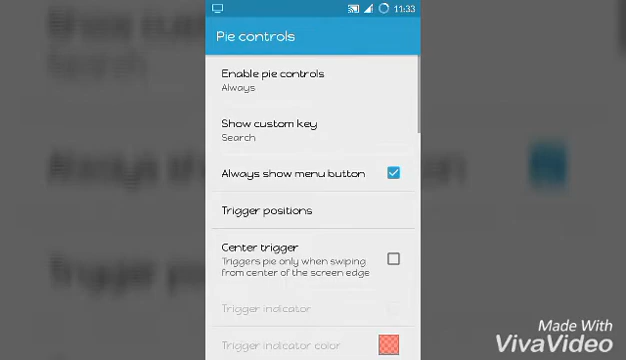 11:33
Pie controls
Enable pie controls
Always
Show custom key
Search
Always show menu button
Trigger positions
Center trigger
Triggers pie only when swiping
from center of the screen edge
Trigger indicator
Trigger indicator color
Made With
VivaVideo